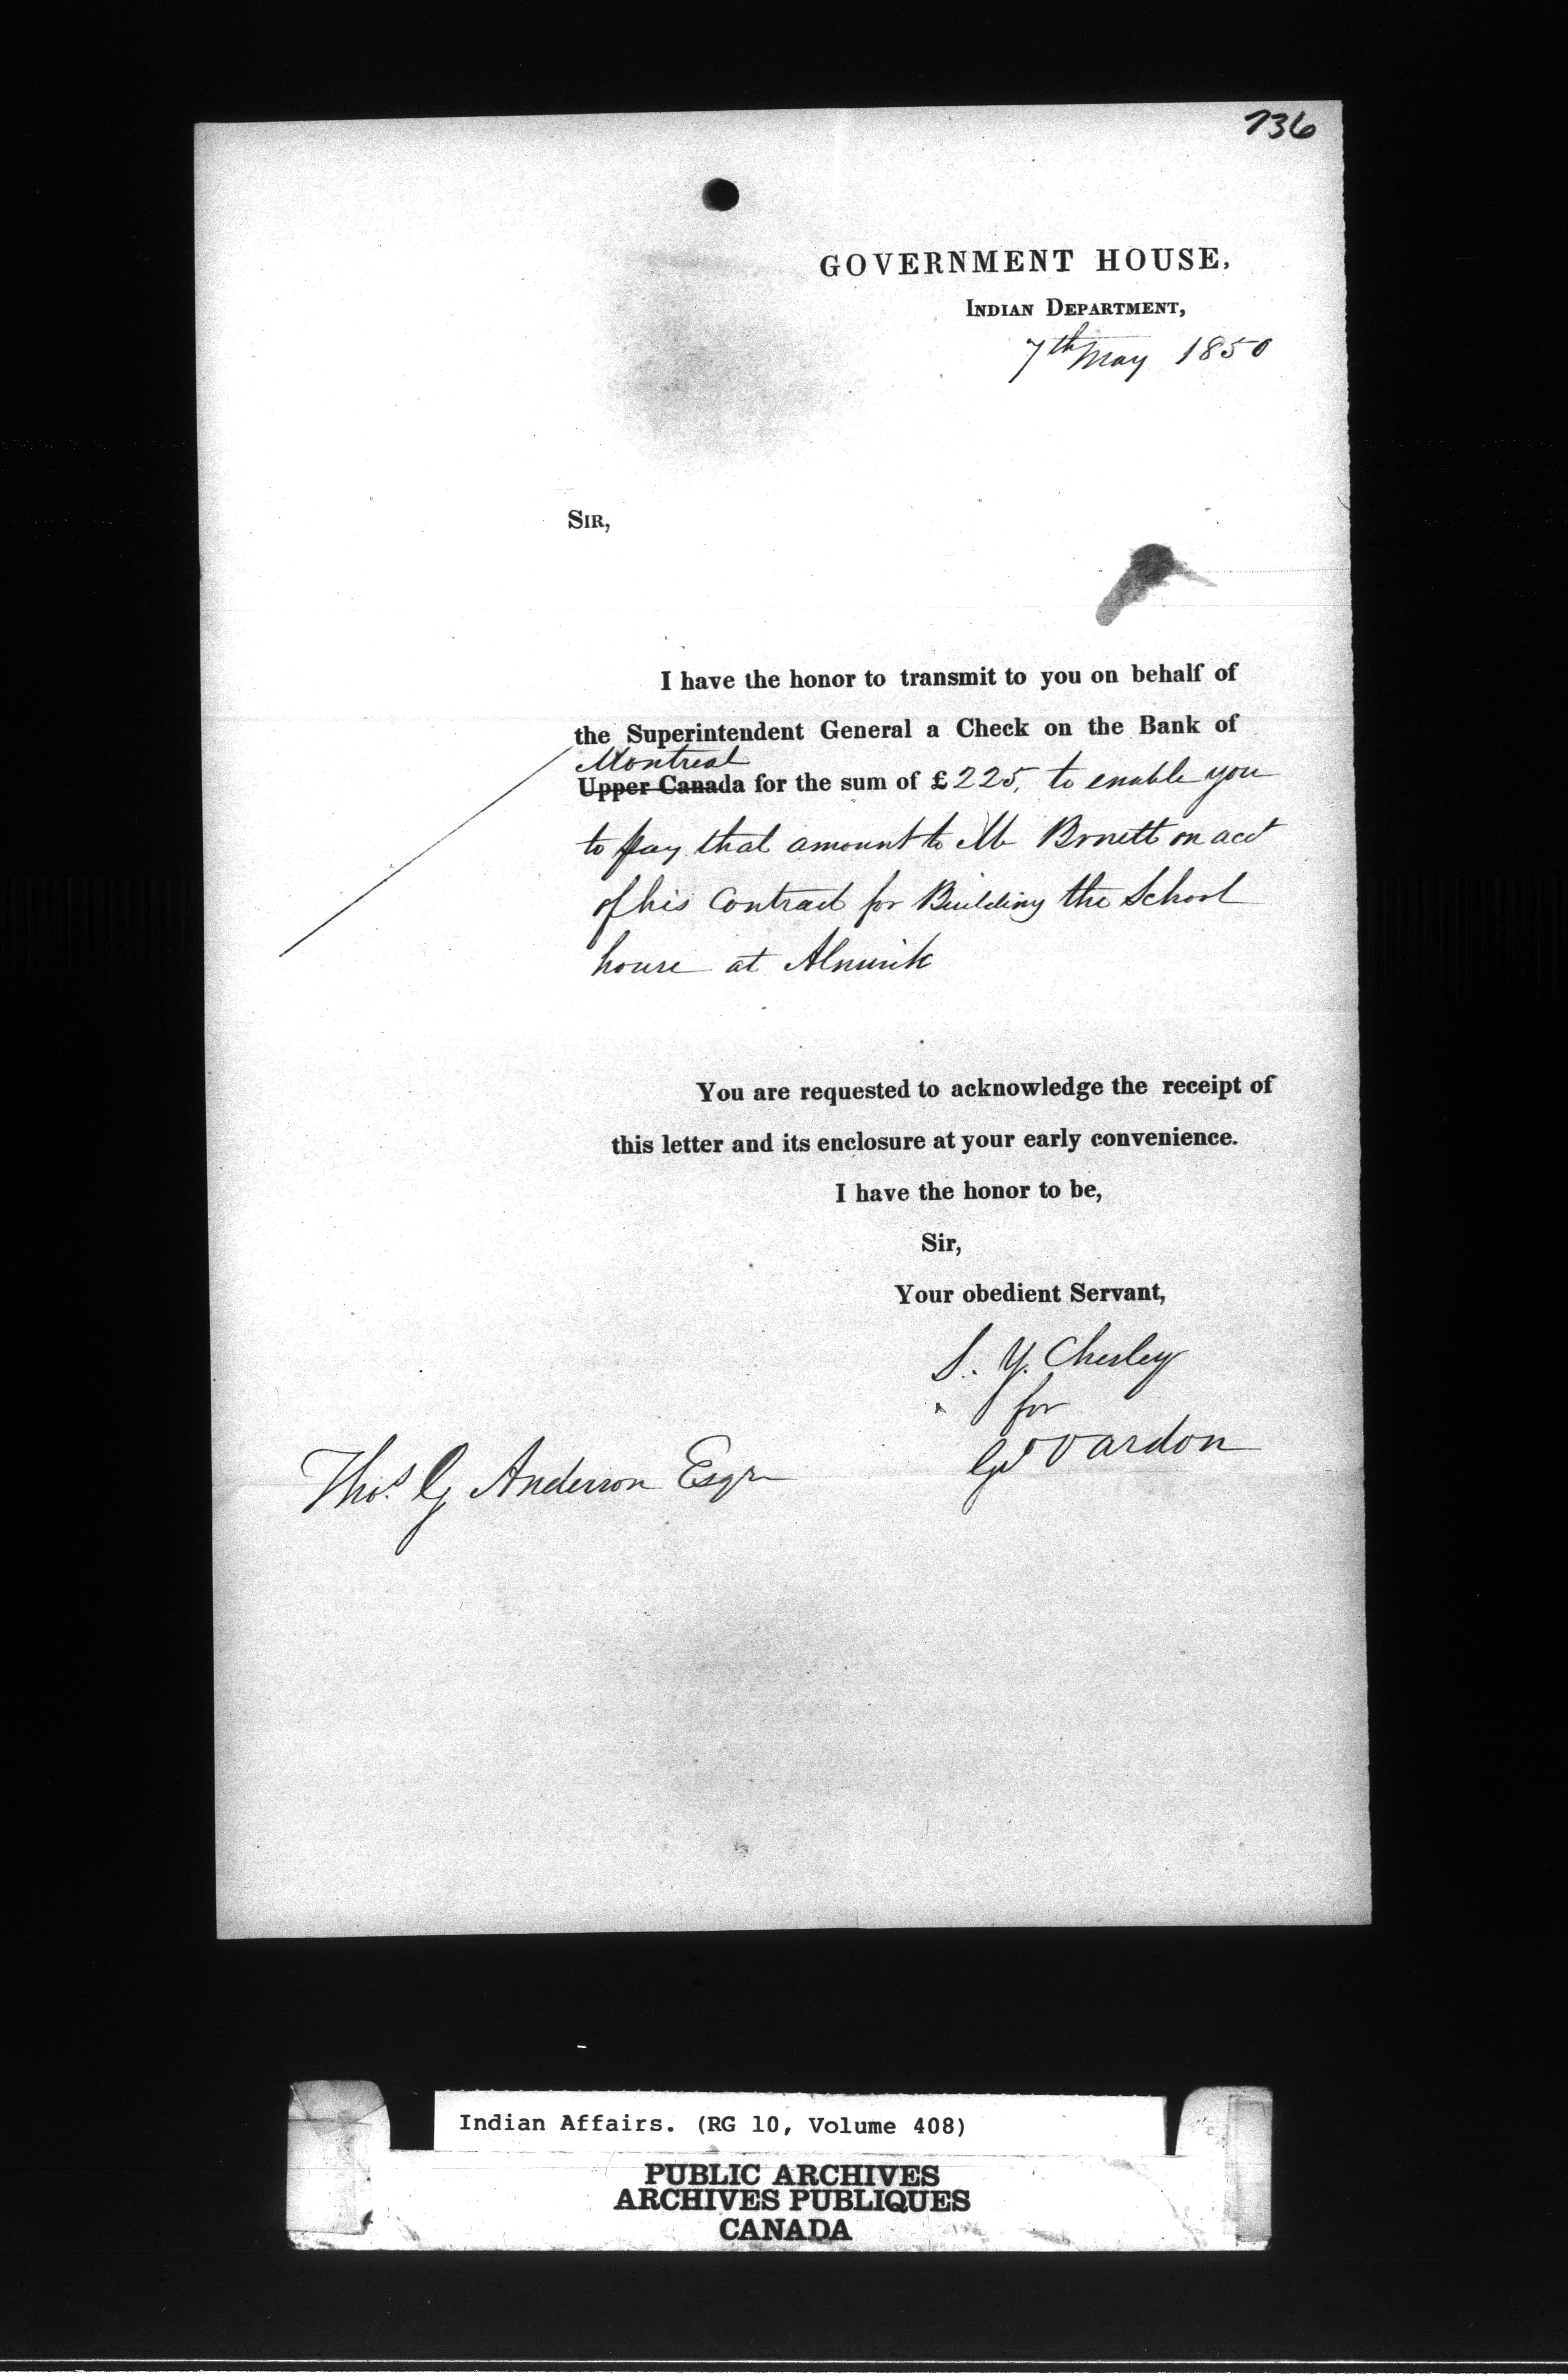 736
GOVERNMENT HOUSE,
INDIAN DEPARTMENT,
7th May 1850
SIR,
I have the honor to transmit to you on behalf of
the Superintendent General a Check on the Bank of
Montreal
Upper Canada for the sum of £ 225, to enable you
to pay that amount to Mr on acct
of his Contract for Building the School
house at Alnwick
You are requested to acknowledge the receipt of
this letter and its enclosure at your early convenience.
I have the honor to be,
Sir,
Your obedient Servant,
S. Y. Chesley
for
Vardon
Thos. G Anderson Esqre
Indian Affairs. (RG 10, Volume 408)
PUBLIC ARCHIVES
ARCHIVES PUBLIQUES
CANADA